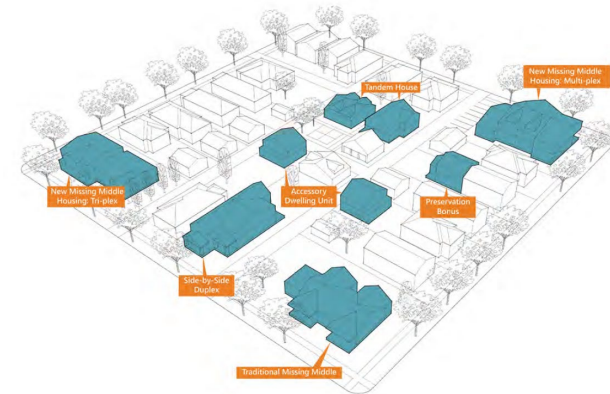 Tandem House
New Missing Middle
Housing: Multi-plex
New Missing Middle
Housing: Tri-plex
Accessory
Dwelling Unit
Preservation
Bonus
Side-by-Side
Duplex
Traditional Missing Middle